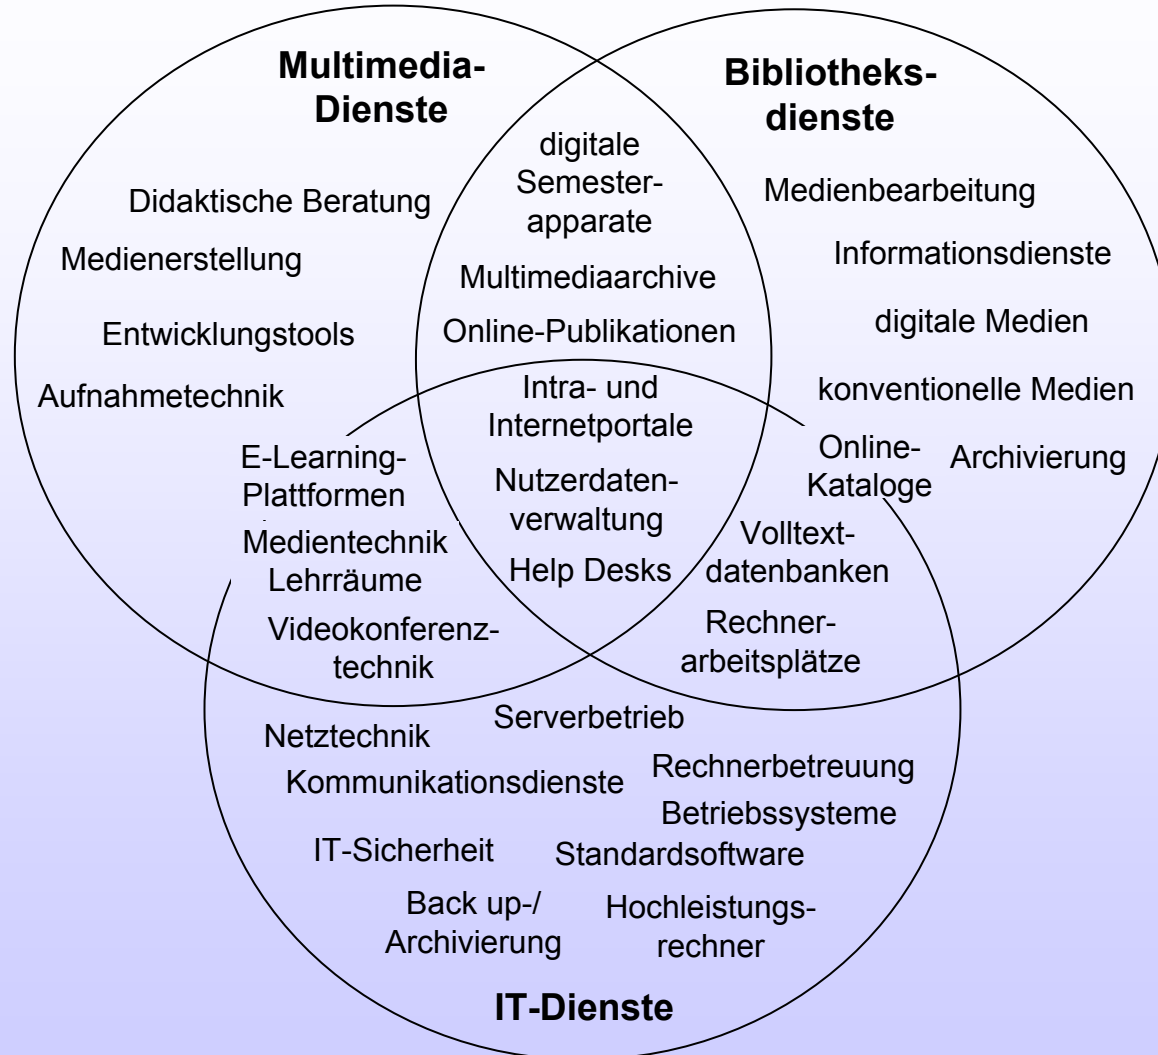 Multimedia-
Dienste
Bibliotheks-
dienste
digitale
Semester-
apparate
Didaktische Beratung
Medienbearbeitung
Medienerstellung
Multimediaarchive
Informationsdienste
Entwicklungstools
Online-Publikationen
digitale Medien
Aufnahmetechnik
Intra- und
Internetportale
konventionelle Medien
E-Learning-
Plattformen
Nutzerdaten-
verwaltung
Online-
Kataloge
Archivierung
Medientechnik
Lehrräume
Help Desks
Volltext-
datenbanken
Videokonferenz-
technik
Rechner-
arbeitsplätze
Netztechnik
Serverbetrieb
Kommunikationsdienste
Rechnerbetreuung
Betriebssysteme
IT-Sicherheit
Standardsoftware
Back up-/
Archivierung
Hochleistungs-
rechner
IT-Dienste